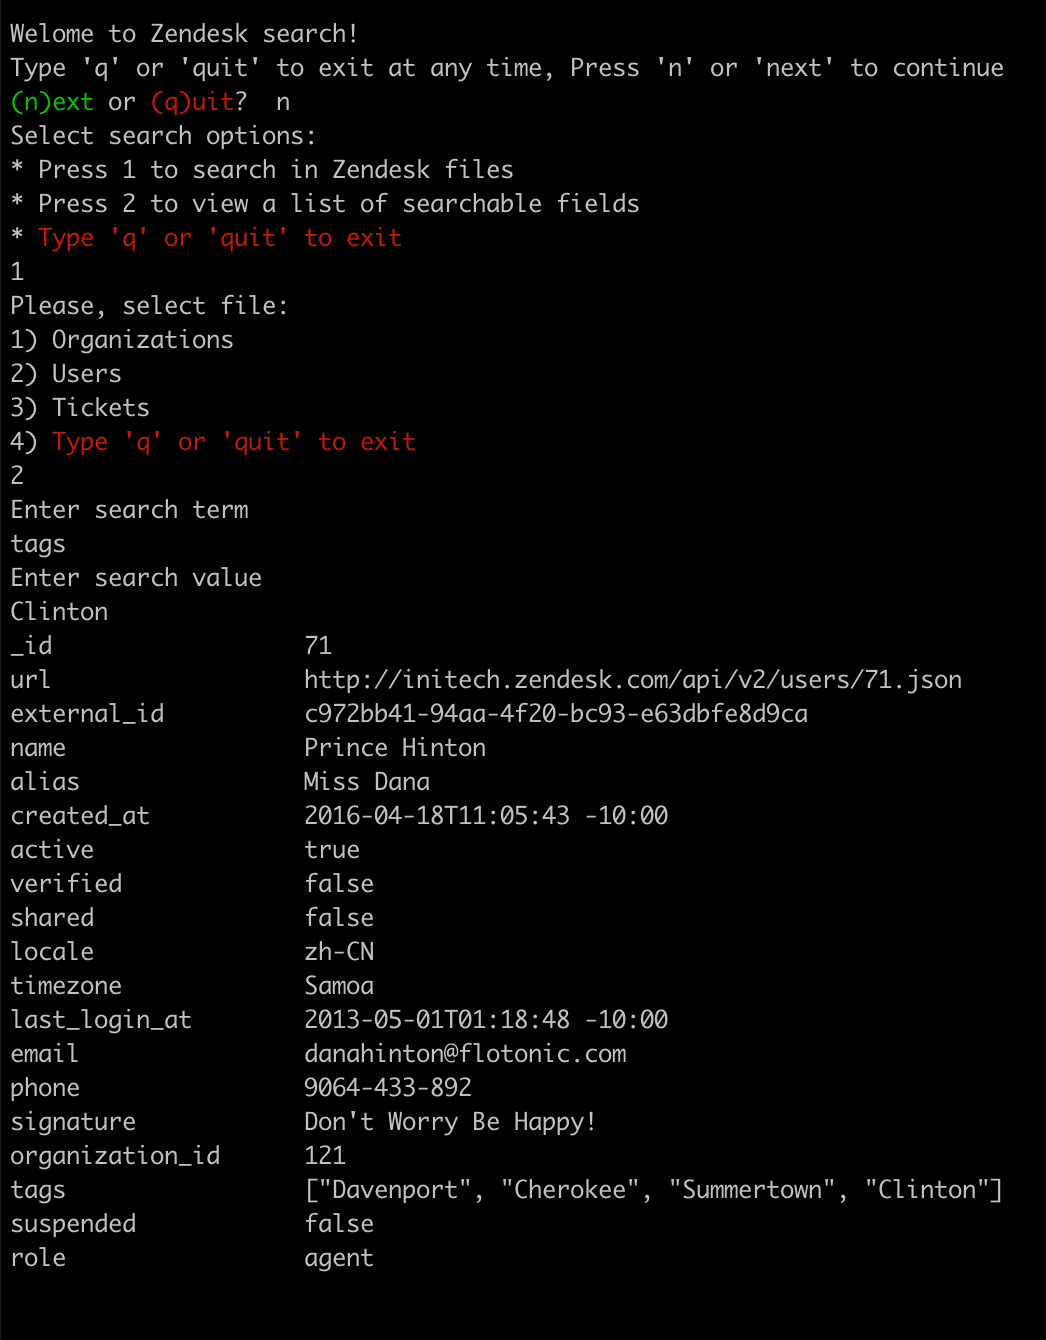 Welome to Zendesk search!
Type 'q' or 'quit' to exit at any time, Press 'n' or 'next' to continue
(n)ext or (q)uit?  n
Select search options:
* Press 1 to search in Zendesk files
* Press 2 to view a list of searchable fields
* Type 'q' or 'quit' to exit
1
Please, select file:
1) Organizations
2) Users
3) Tickets
4) Type 'q' or 'quit' to exit
2
Enter search term
tags
Enter search value
Clinton
_id                  71
url                  http://initech.zendesk.com/api/v2/users/71.json
external_id          c972bb41-94aa-4f20-bc93-e63dbfe8d9ca
name                 Prince Hinton
alias                Miss Dana
created_at           2016-04-18T11:05:43 -10:00
active               true
verified             false
shared               false
locale               zh-CN
timezone             Samoa
last_login_at        2013-05-01T01:18:48 -10:00
email                danahinton@flotonic.com
phone                9064-433-892
signature            Don't Worry Be Happy!
organization_id      121
tags                 ["Davenport", "Cherokee", "Summertown", "Clinton"]
suspended            false
role                 agent